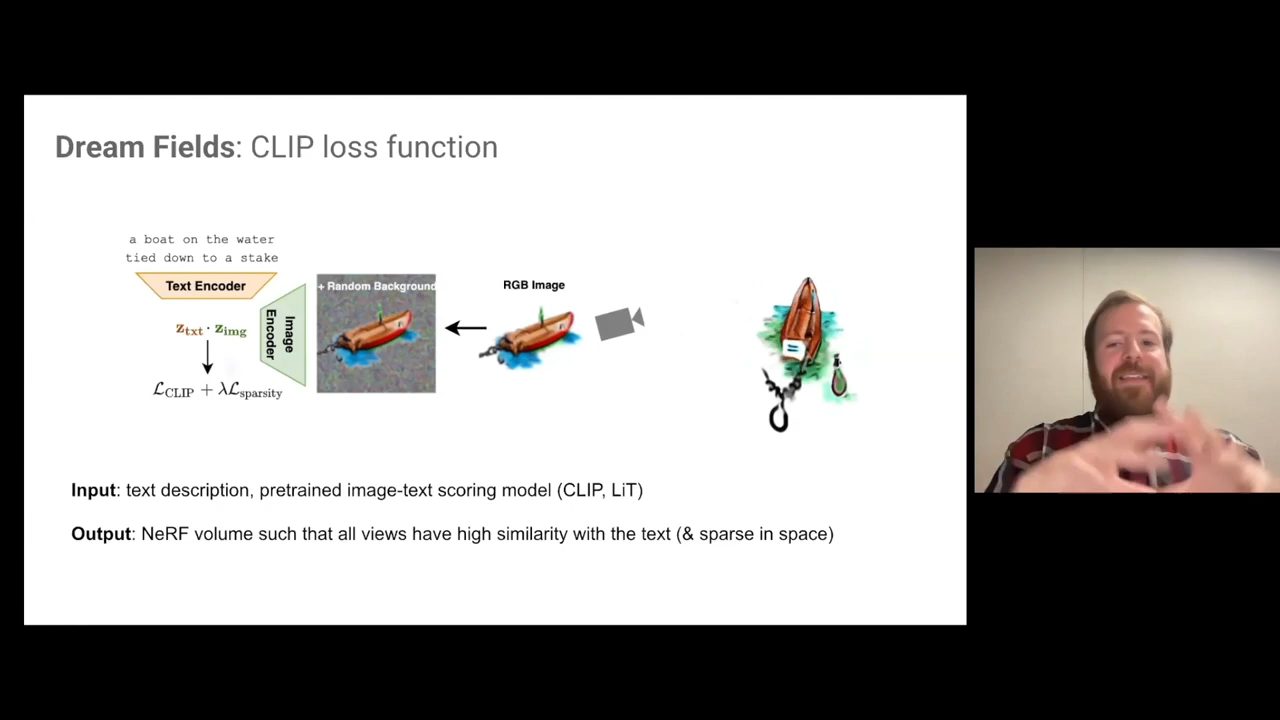 Dream Fields: CLIP loss function
a boat on the water
tied down to a stake
Text Encoder
Image
Encoder
+ Random Background
RGB Image
z_txt · z_img
ℒ_CLIP + λℒ_sparsity
Input: text description, pretrained image-text scoring model (CLIP, LiT)
Output: NeRF volume such that all views have high similarity with the text (& sparse in space)